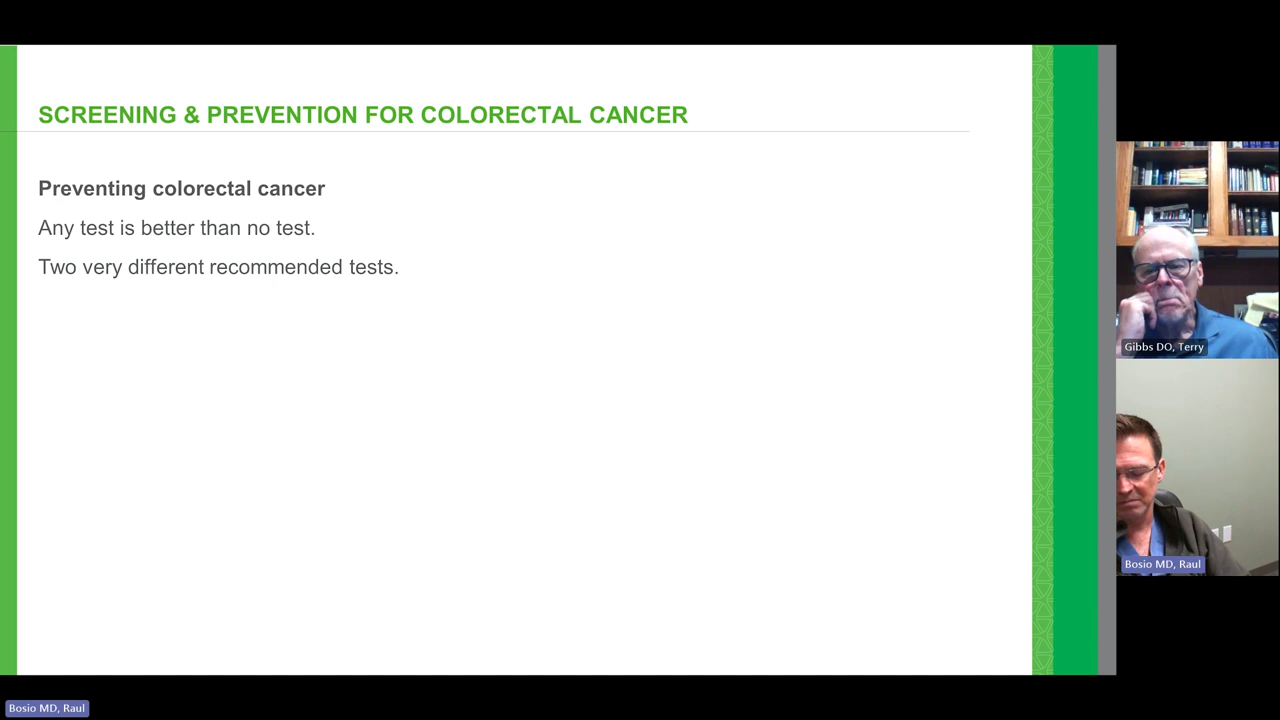 SCREENING & PREVENTION FOR COLORECTAL CANCER
Preventing colorectal cancer
Any test is better than no test.
Two very different recommended tests.
Gibbs DO, Terry
Bosio MD, Raul
Bosio MD, Raul